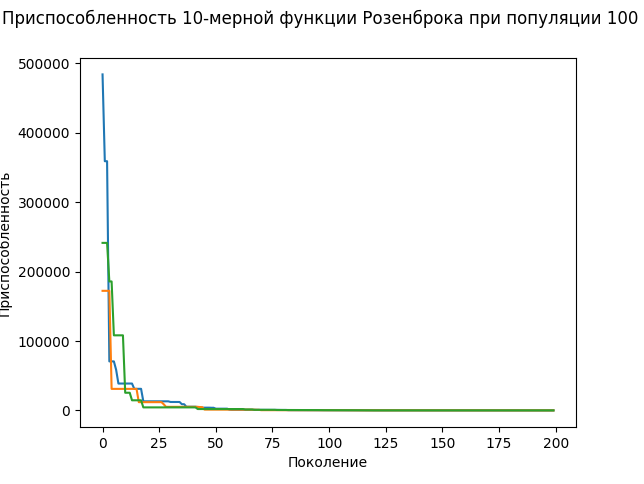 Приспособленность 10-мерной функции Розенброка при популяции 100
500000
400000
300000
200000
100000
0
Приспособленность
0 25 50 75 100 125 150 175 200
Поколение